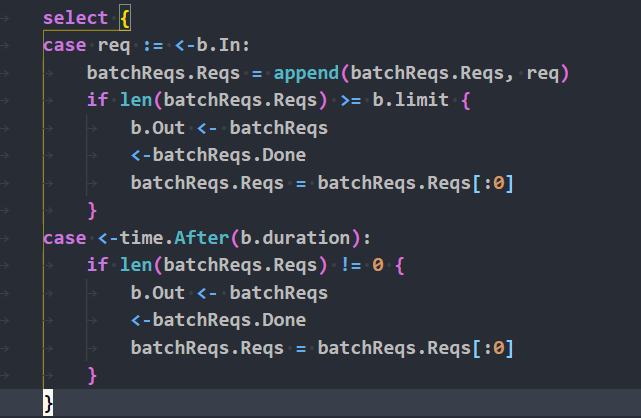 select {
case req := <-b.In:
batchReqs.Reqs = append(batchReqs.Reqs, req)
if len(batchReqs.Reqs) >= b.limit {
b.Out <- batchReqs
<-batchReqs.Done
batchReqs.Reqs = batchReqs.Reqs[:0]
}
case <-time.After(b.duration):
if len(batchReqs.Reqs) != 0 {
b.Out <- batchReqs
<-batchReqs.Done
batchReqs.Reqs = batchReqs.Reqs[:0]
}
}